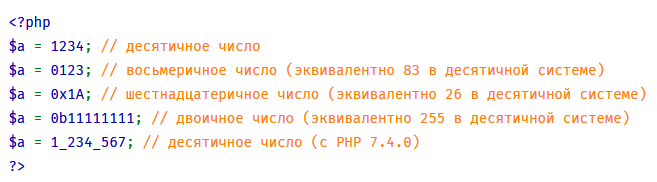 <?php
$a = 1234; // десятичное число
$a = 0123; // восьмеричное число (эквивалентно 83 в десятичной системе)
$a = 0x1A; // шестнадцатеричное число (эквивалентно 26 в десятичной системе)
$a = 0b11111111; // двоичное число (эквивалентно 255 в десятичной системе)
$a = 1_234_567; // десятичное число (с PHP 7.4.0)
?>